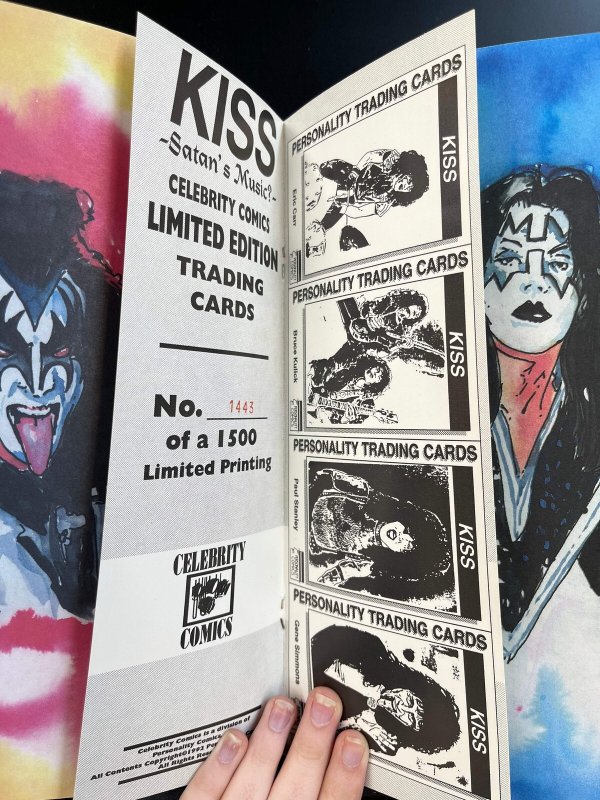 KISS
-Satan's Music?-
CELEBRITY COMICS
LIMITED EDITION
TRADING
CARDS
No. 1443
of a 1500
Limited Printing
CELEBRITY
COMICS
Celebrity Comics is a division of
Personality Comics,
All Contents Copyright©1992
All Rights
PERSONALITY TRADING CARDS
KISS
Eric Carr
PERSONALITY TRADING CARDS
KISS
Bruce Kulick
PERSONALITY TRADING CARDS
KISS
Paul Stanley
PERSONALITY TRADING CARDS
KISS
Gene Simmons